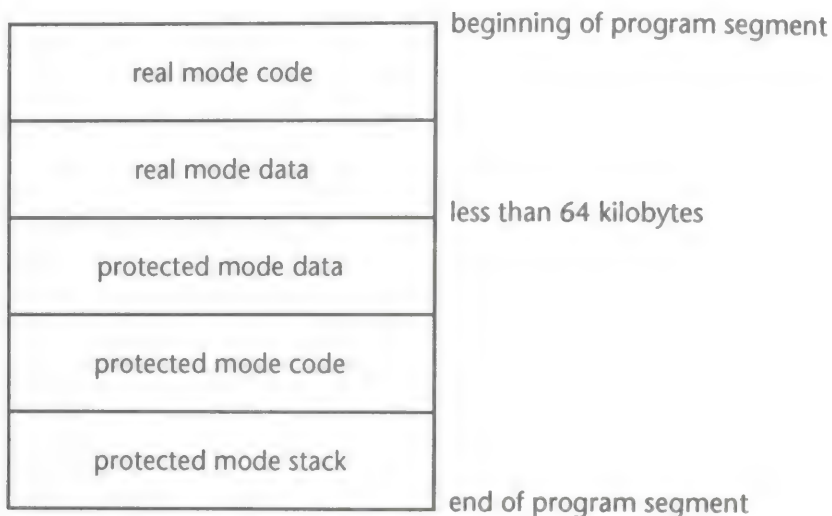 beginning of program segment
real mode code
real mode data
less than 64 kilobytes
protected mode data
protected mode code
protected mode stack
end of program segment